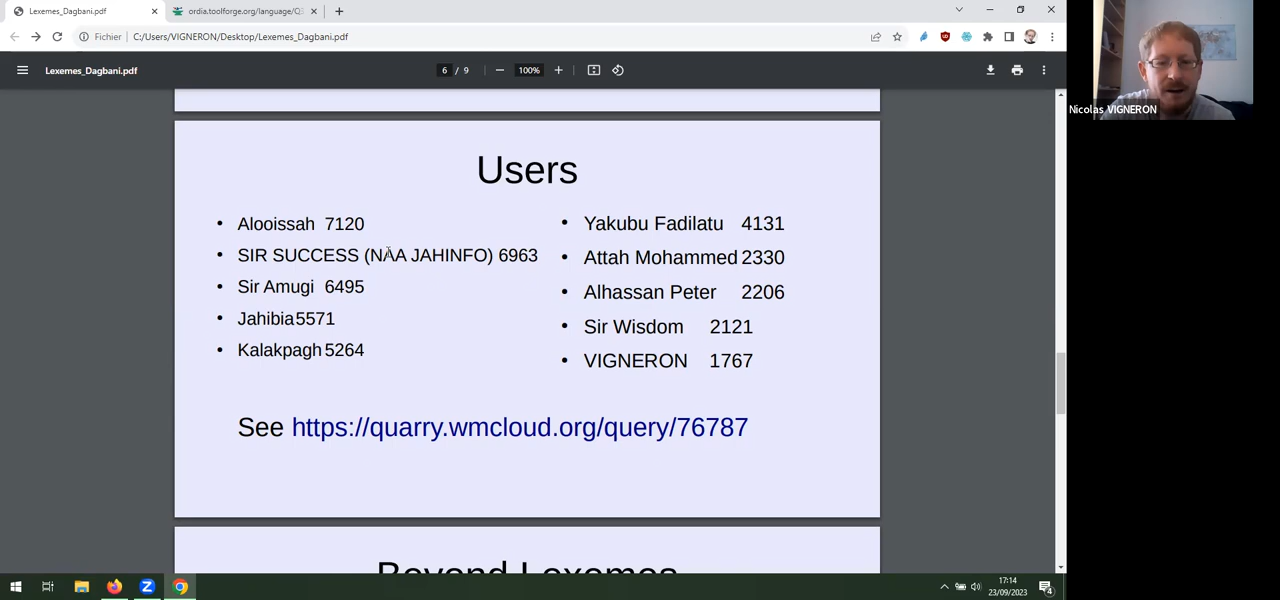 Lexemes_Dagbani.pdf
ordia.toolforge.org/language/Q
Fichier
C:/Users/VIGNERON/Desktop/Lexemes_Dagbani.pdf
Lexemes_Dagbani.pdf
6 / 9
100%
Nicolas VIGNERON
Users
• Alooissah 7120
• SIR SUCCESS (NAA JAHINFO) 6963
• Sir Amugi 6495
• Jahibia5571
• Kalakpagh 5264
• Yakubu Fadilatu 4131
• Attah Mohammed 2330
• Alhassan Peter 2206
• Sir Wisdom 2121
• VIGNERON 1767
See https://quarry.wmcloud.org/query/76787
Beyond Lexemes
17:14
23/09/2023
4